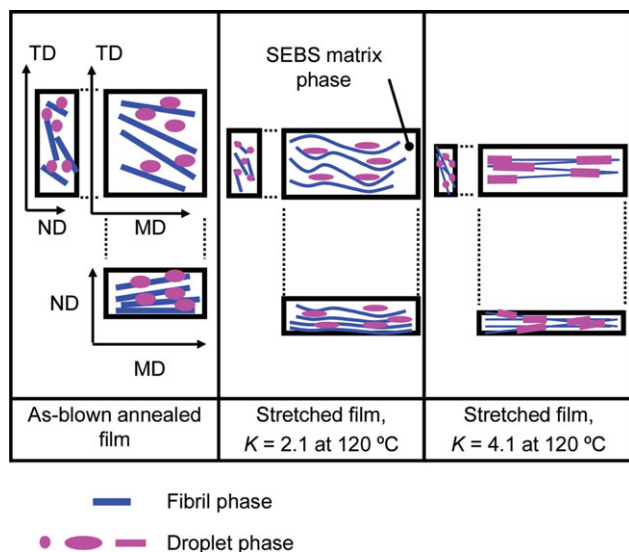 TD
TD
ND
MD
ND
MD
SEBS matrix
phase
As-blown annealed
film
Stretched film,
K = 2.1 at 120 ºC
Stretched film,
K = 4.1 at 120 ºC
Fibril phase
Droplet phase